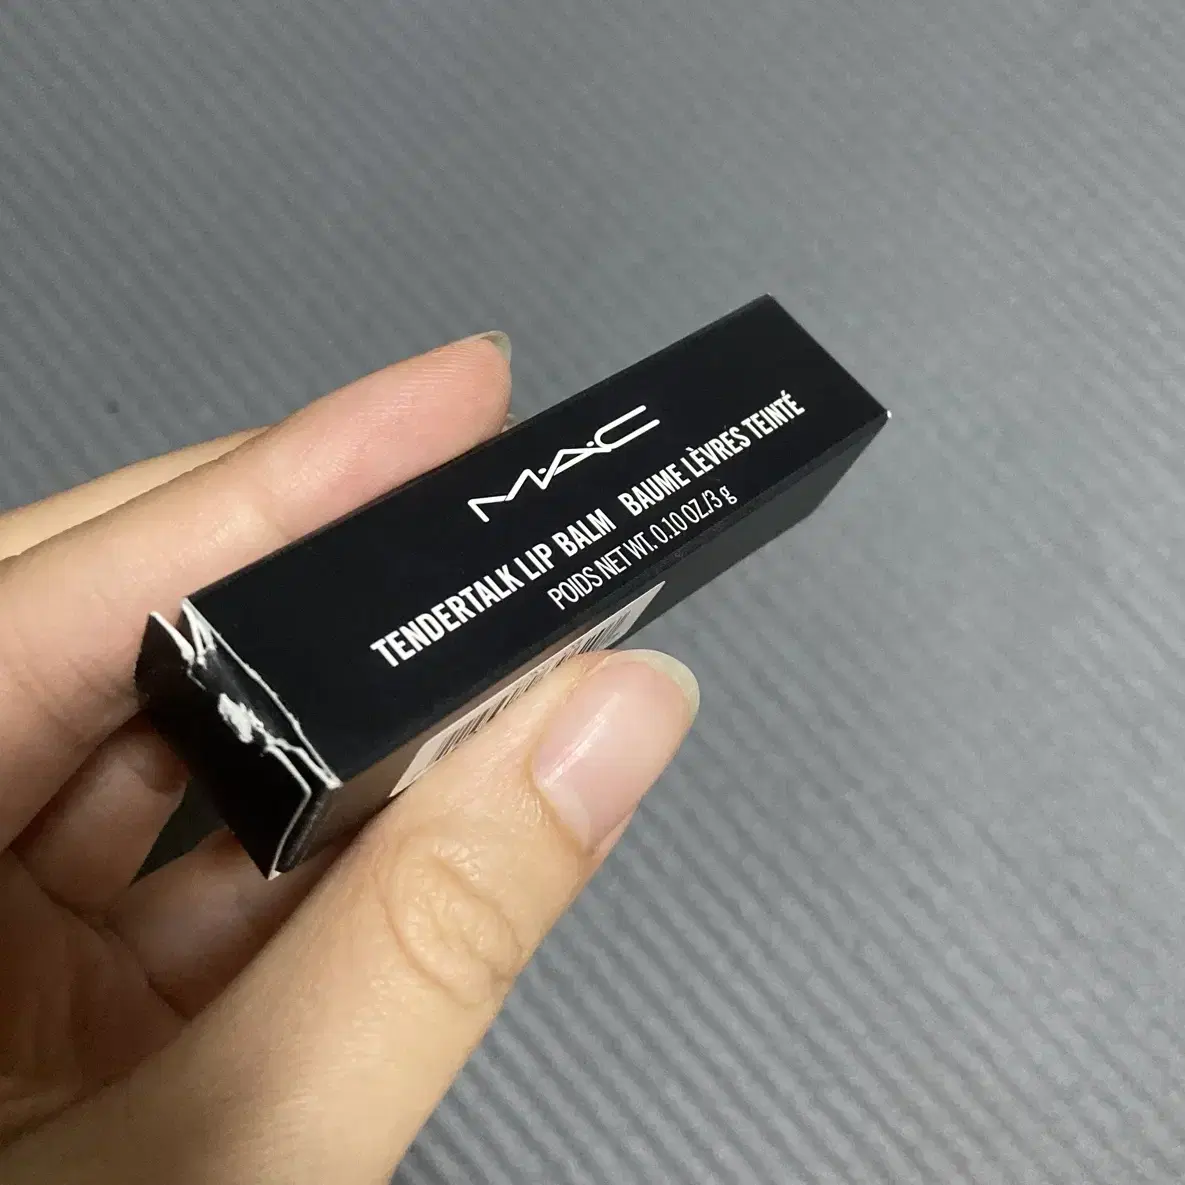 M·A·C
TENDERTALK LIP BALM BAUME LÈVRES TEINTÉ
POIDS NET WT. 0.10 OZ./3 g